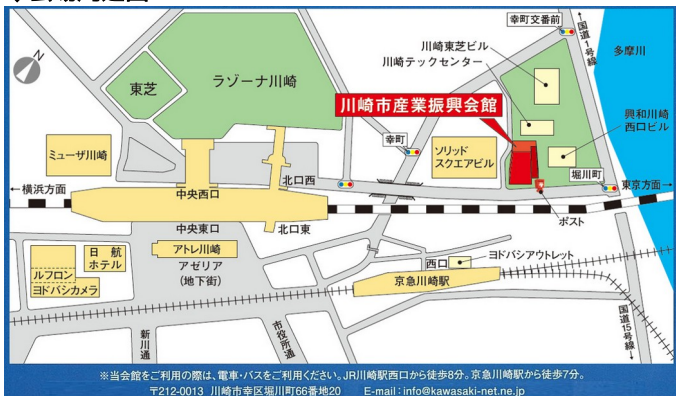 幸町交番前
国道1号線
多摩川
川崎東芝ビル
川崎テックセンター
N
東芝
ラゾーナ川崎
川崎市産業振興会館
興和川崎
西口ビル
幸町
ソリッド
スクエアビル
ミューザ川崎
堀川町
←横浜方面
中央西口
北口西
東京方面→
ポスト
中央東口
北口東
アトレ川崎
日航
ホテル
アゼリア
(地下街)
西口
ヨドバシアウトレット
ルフロン
ヨドバシカメラ
京急川崎駅
新川通
市役所通
国道15号線
※当会館をご利用の際は、電車・バスをご利用ください。JR川崎駅西口から徒歩8分。京急川崎駅から徒歩7分。
〒212-0013 川崎市幸区堀川町66番地20 E-mail:info@kawasaki-net.ne.jp